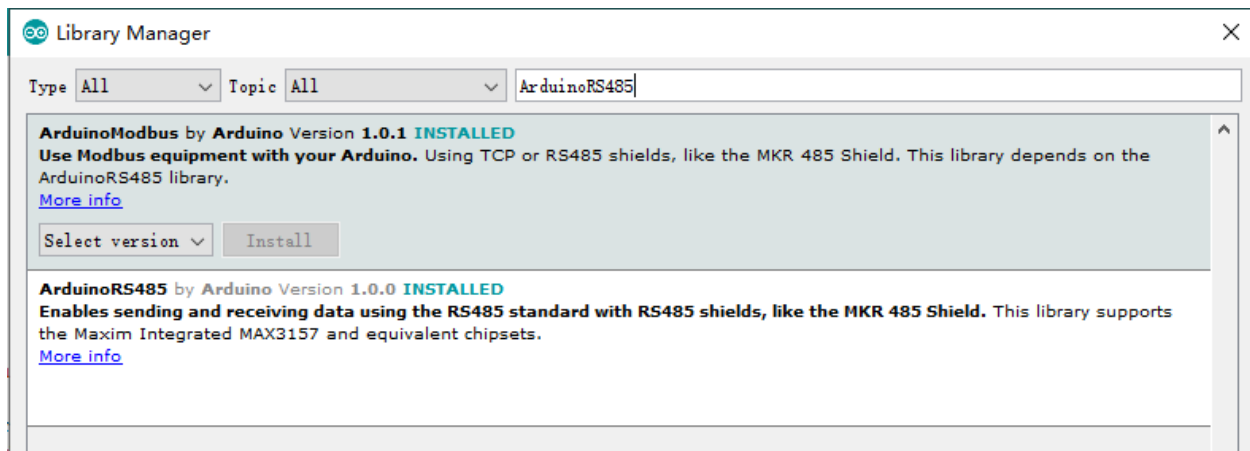 Library Manager
Type All Topic All ArduinoRS485
ArduinoModbus by Arduino Version 1.0.1 INSTALLED
Use Modbus equipment with your Arduino. Using TCP or RS485 shields, like the MKR 485 Shield. This library depends on the
ArduinoRS485 library.
More info
Select version Install
ArduinoRS485 by Arduino Version 1.0.0 INSTALLED
Enables sending and receiving data using the RS485 standard with RS485 shields, like the MKR 485 Shield. This library supports
the Maxim Integrated MAX3157 and equivalent chipsets.
More info